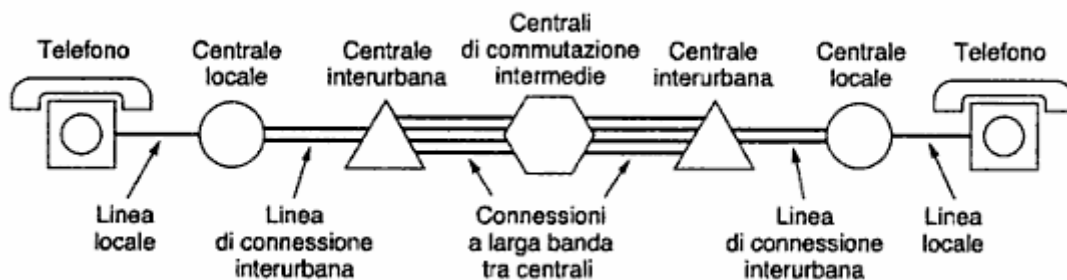 Telefono
Centrale
locale
Centrale
interurbana
Centrali
di commutazione
intermedie
Centrale
interurbana
Centrale
locale
Telefono
Linea
locale
Linea
di connessione
interurbana
Connessioni
a larga banda
tra centrali
Linea
di connessione
interurbana
Linea
locale